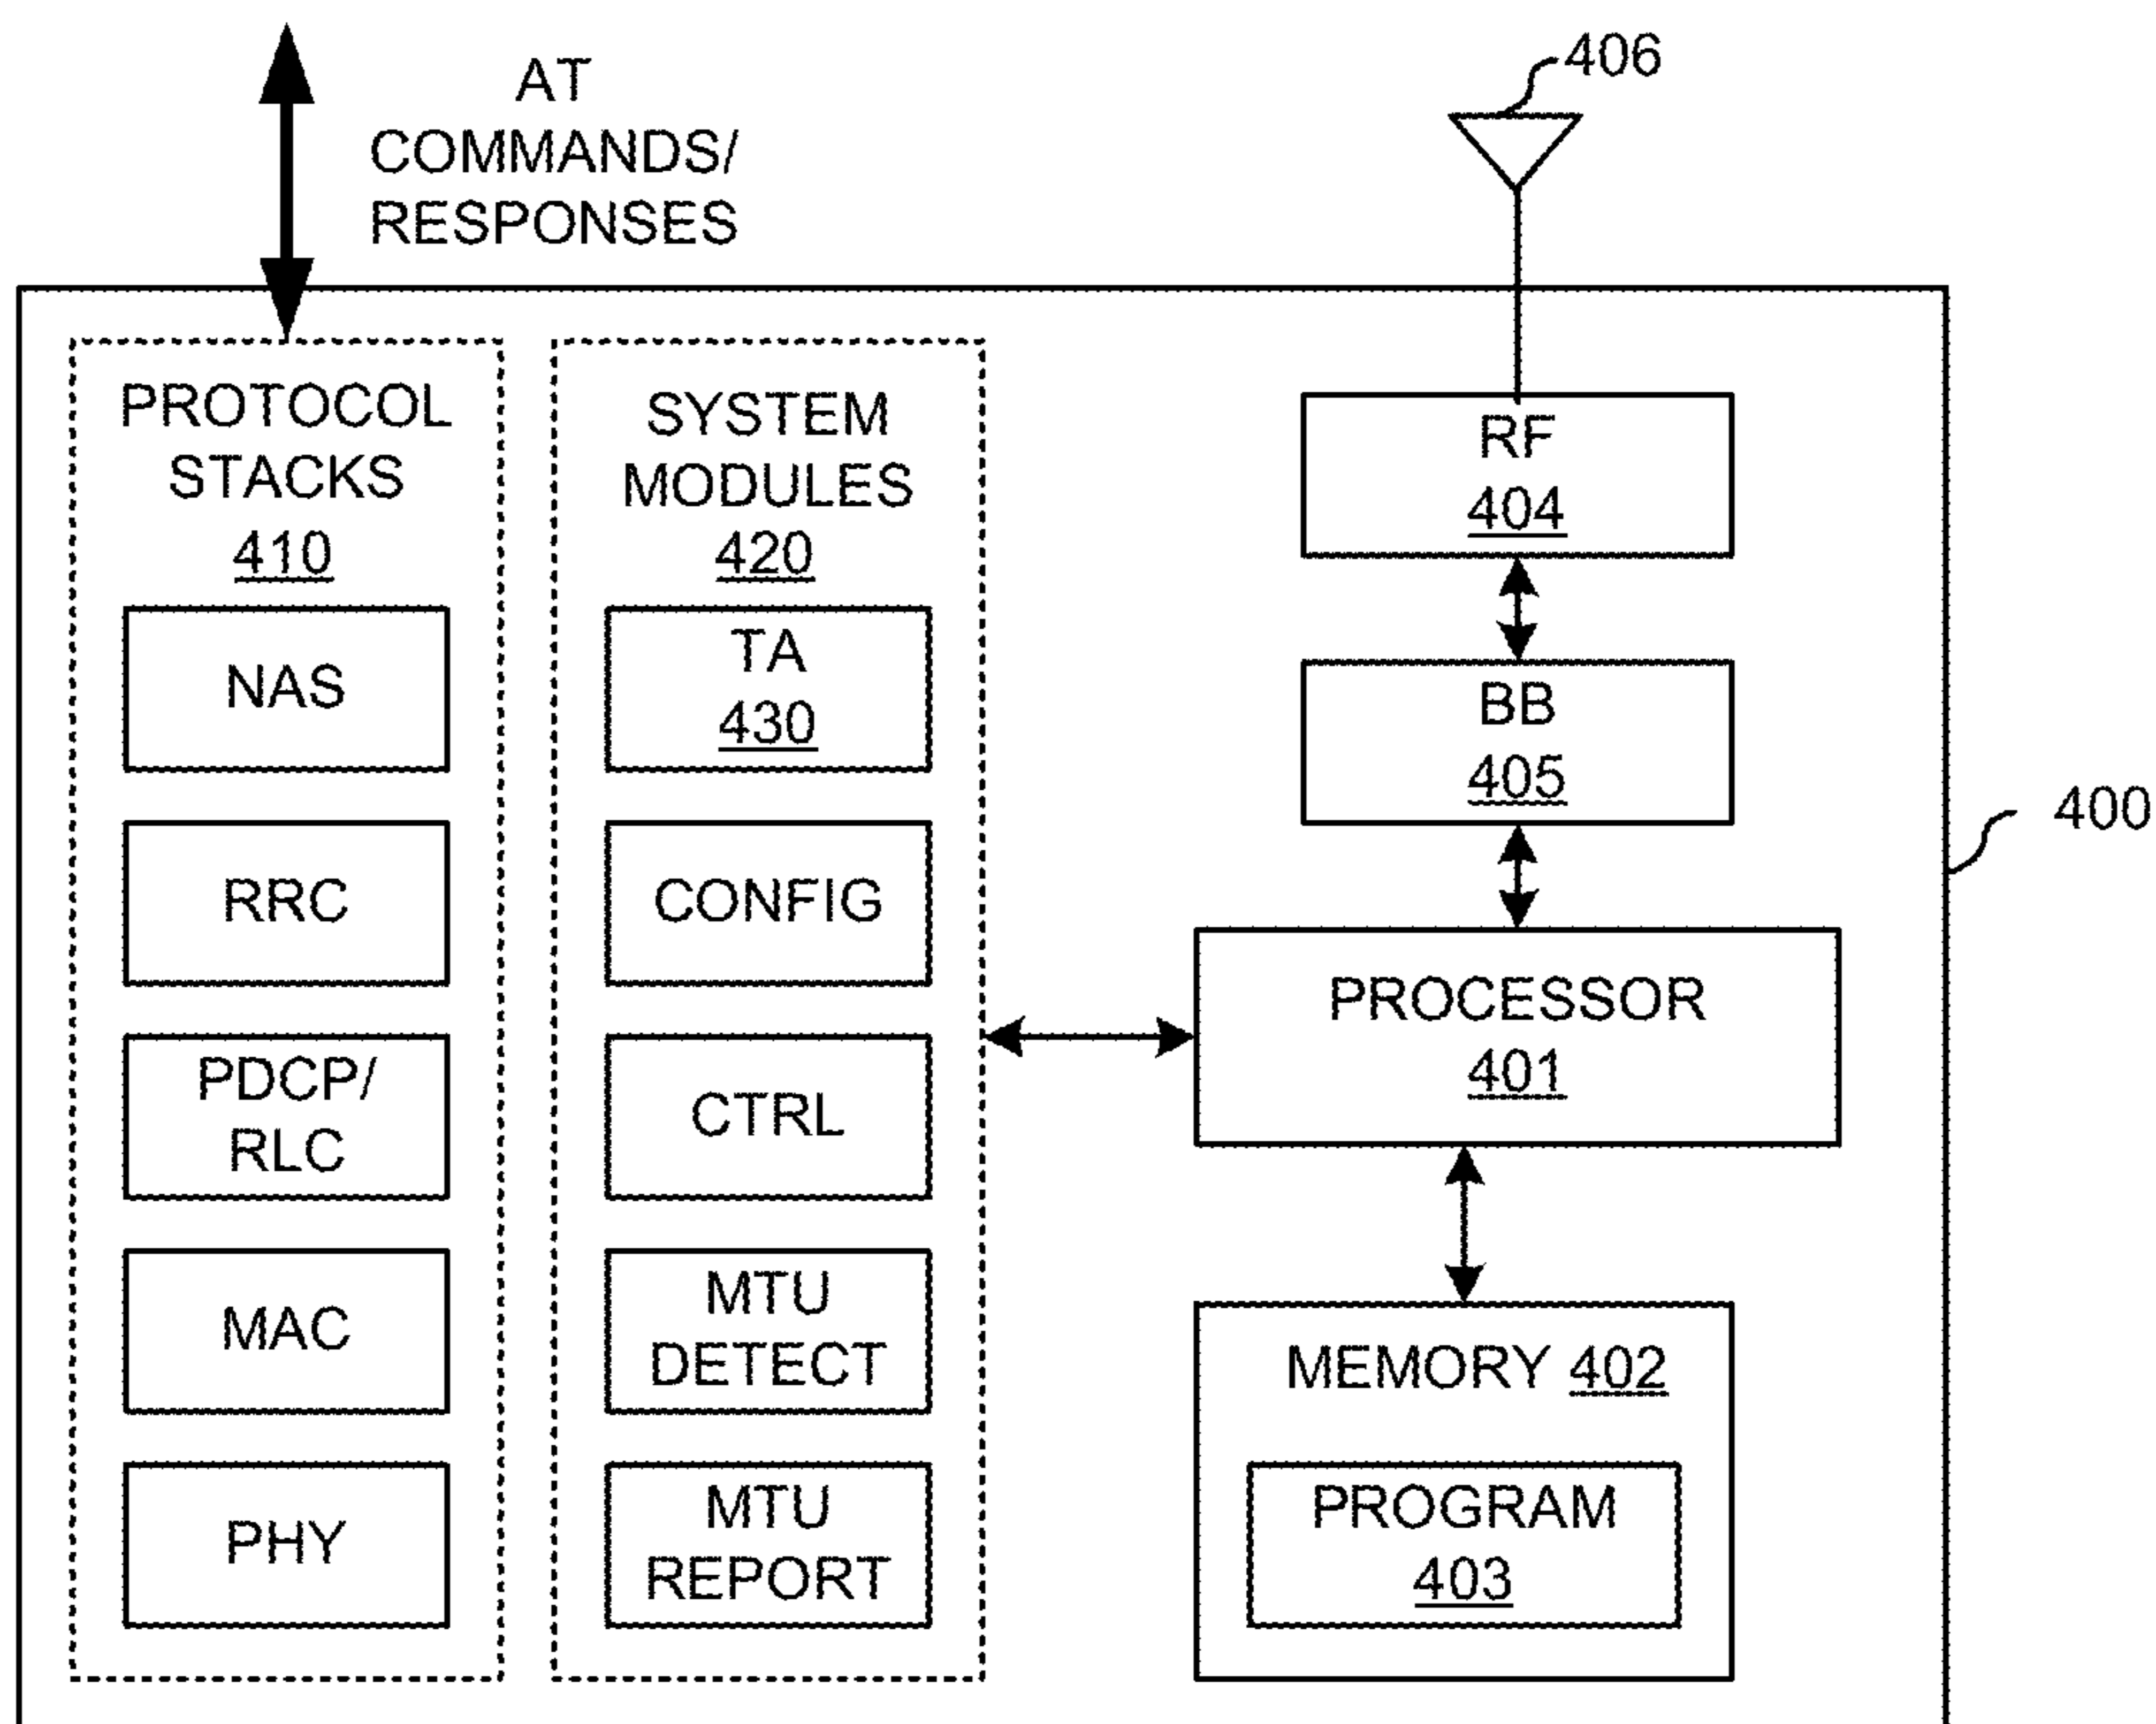 AT
COMMANDS/
RESPONSES
406
PROTOCOL
STACKS
410
NAS
RRC
PDCP/
RLC
MAC
PHY
SYSTEM
MODULES
420
TA
430
CONFIG
CTRL
MTU
DETECT
MTU
REPORT
RF
404
BB
405
PROCESSOR
401
MEMORY 402
PROGRAM
403
400